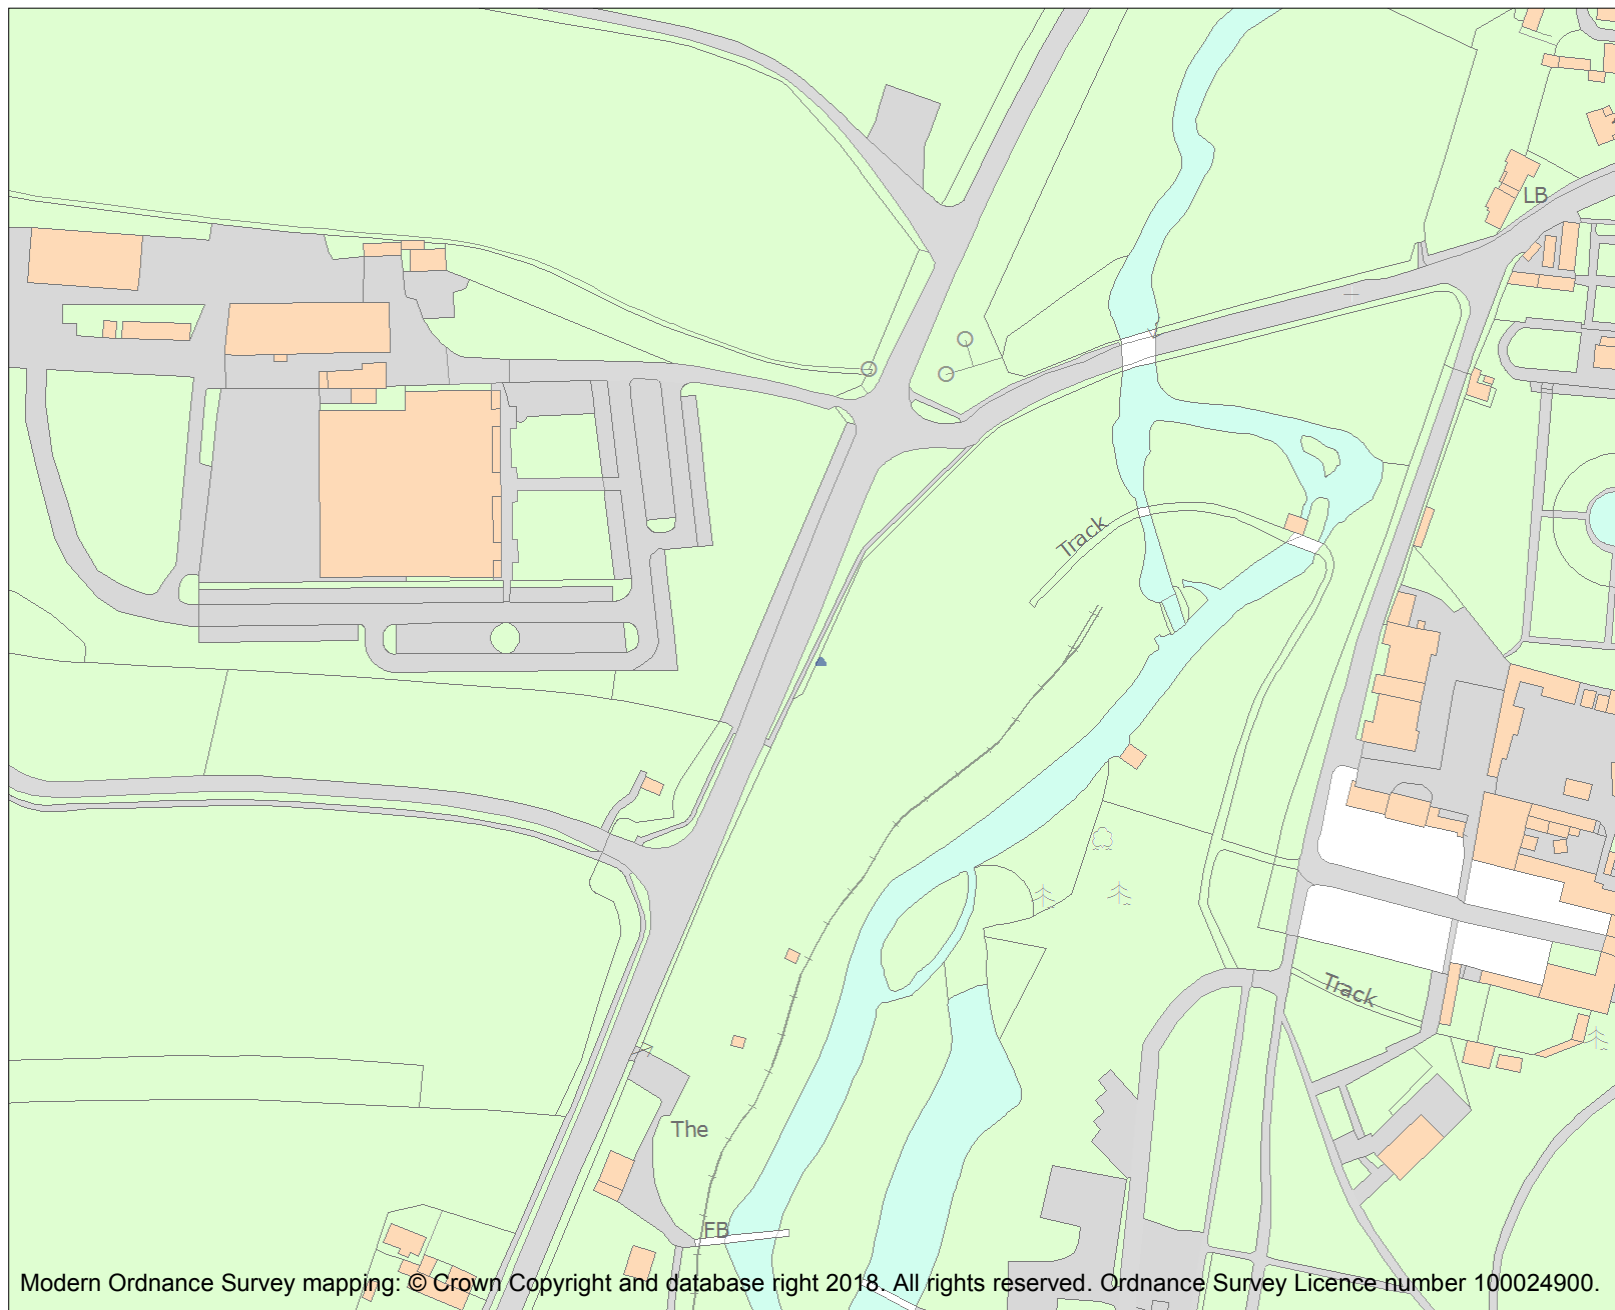 LB
Track
Track
The
FB
Modern Ordnance Survey mapping: © Crown Copyright and database right 2018. All rights reserved. Ordnance Survey Licence number 100024900.